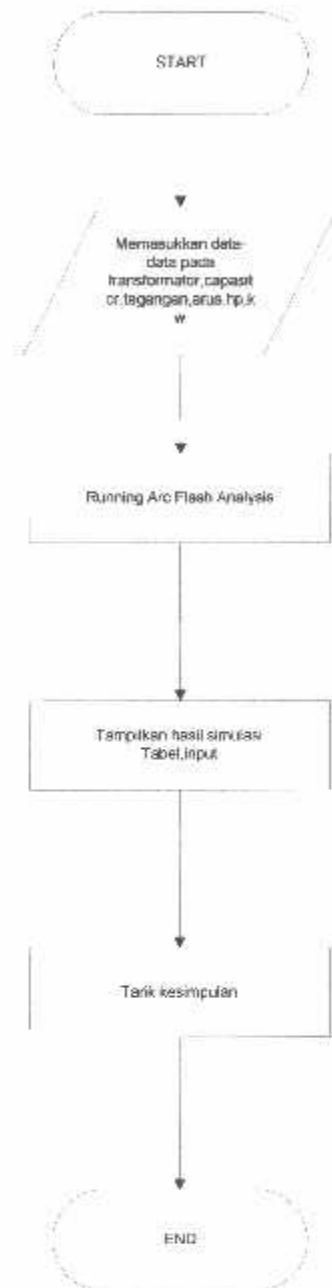 START
Memasukkan data-
data pada
transformator,capasit
or,tegangan,arus,hp,k
w
Running Arc Flash Analysis
Tampilkan hasil simulasi
Tabel,input
Tarik kesimpulan
END